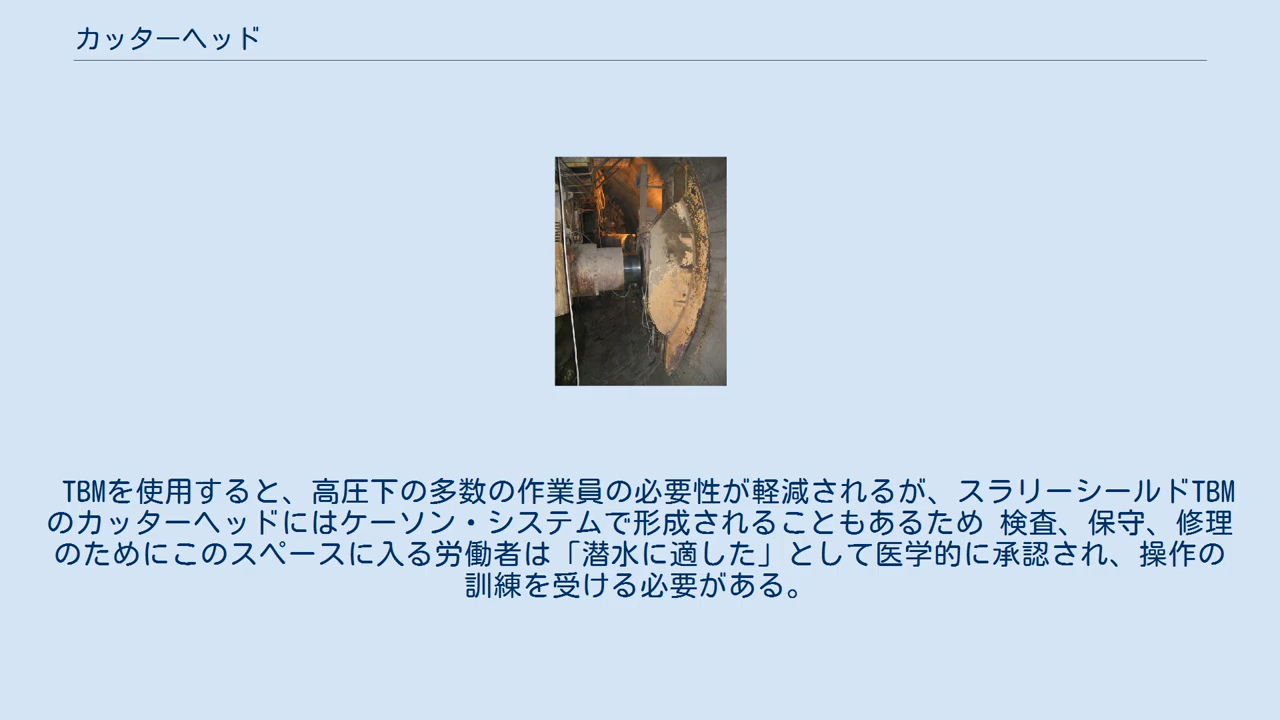 カッターヘッド
TBMを使用すると、高圧下の多数の作業員の必要性が軽減されるが、スラリーシールドTBM
のカッターヘッドにはケーソン・システムで形成されることもあるため 検査、保守、修理
のためにこのスペースに入る労働者は「潜水に適した」として医学的に承認され、操作の
訓練を受ける必要がある。